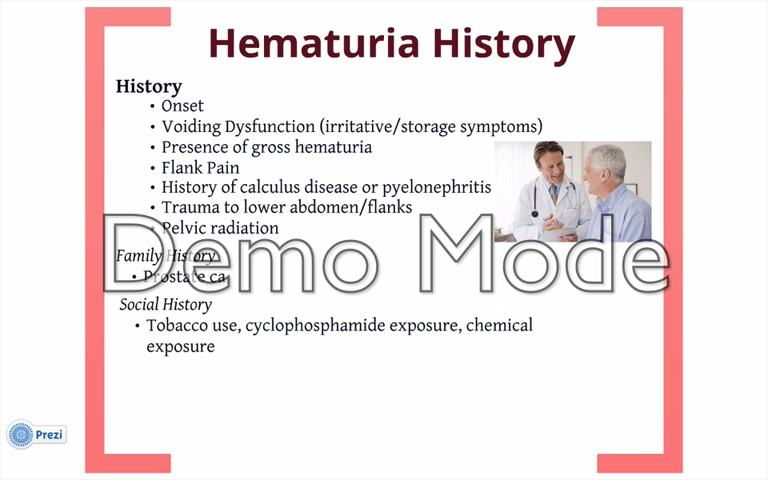 Hematuria History
History
• Onset
• Voiding Dysfunction (irritative/storage symptoms)
• Presence of gross hematuria
• Flank Pain
• History of calculus disease or pyelonephritis
• Trauma to lower abdomen/flanks
• Pelvic radiation
Demo Mode
Family History
• Prostate ca
Social History
• Tobacco use, cyclophosphamide exposure, chemical
exposure
Prezi